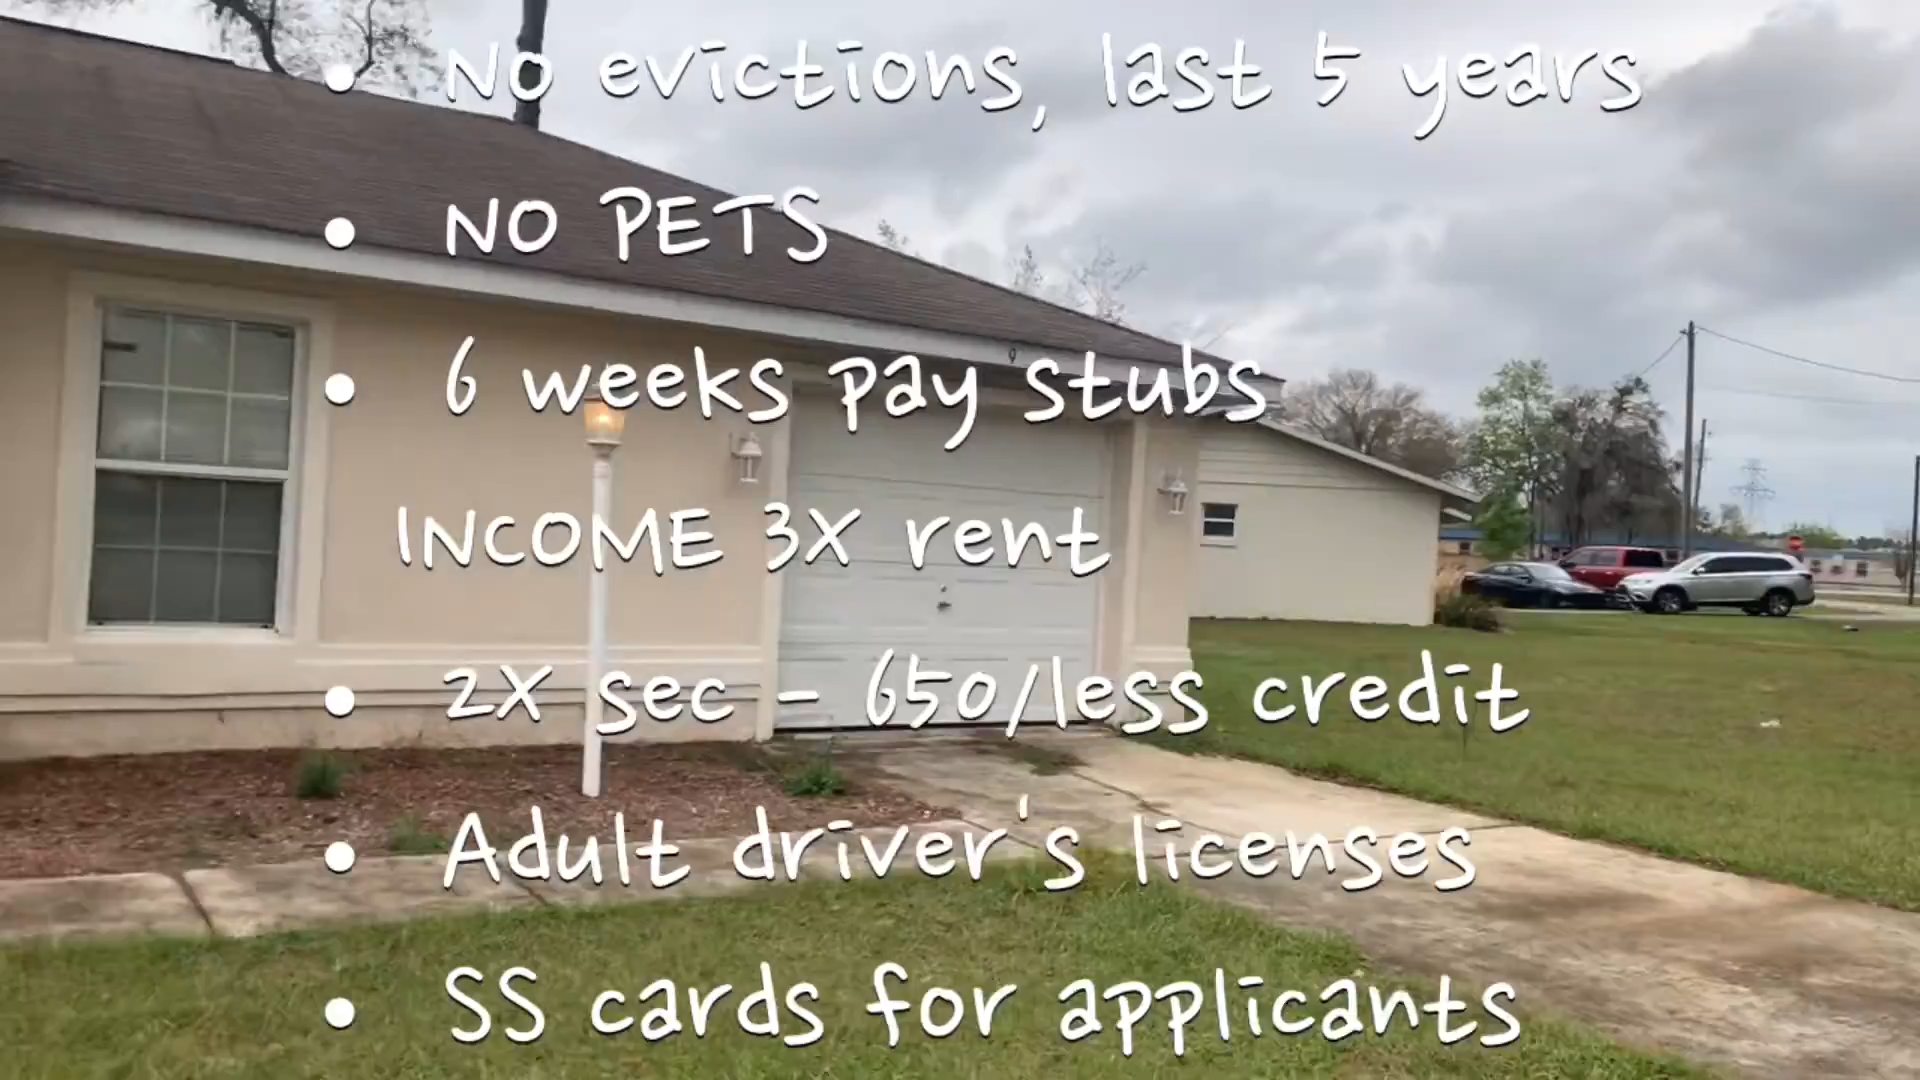 • No evictions, last 5 years
• NO PETS
• 6 weeks pay stubs
INCOME 3X rent
• 2X sec - 650/less credit
• Adult driver's licenses
• SS cards for applicants